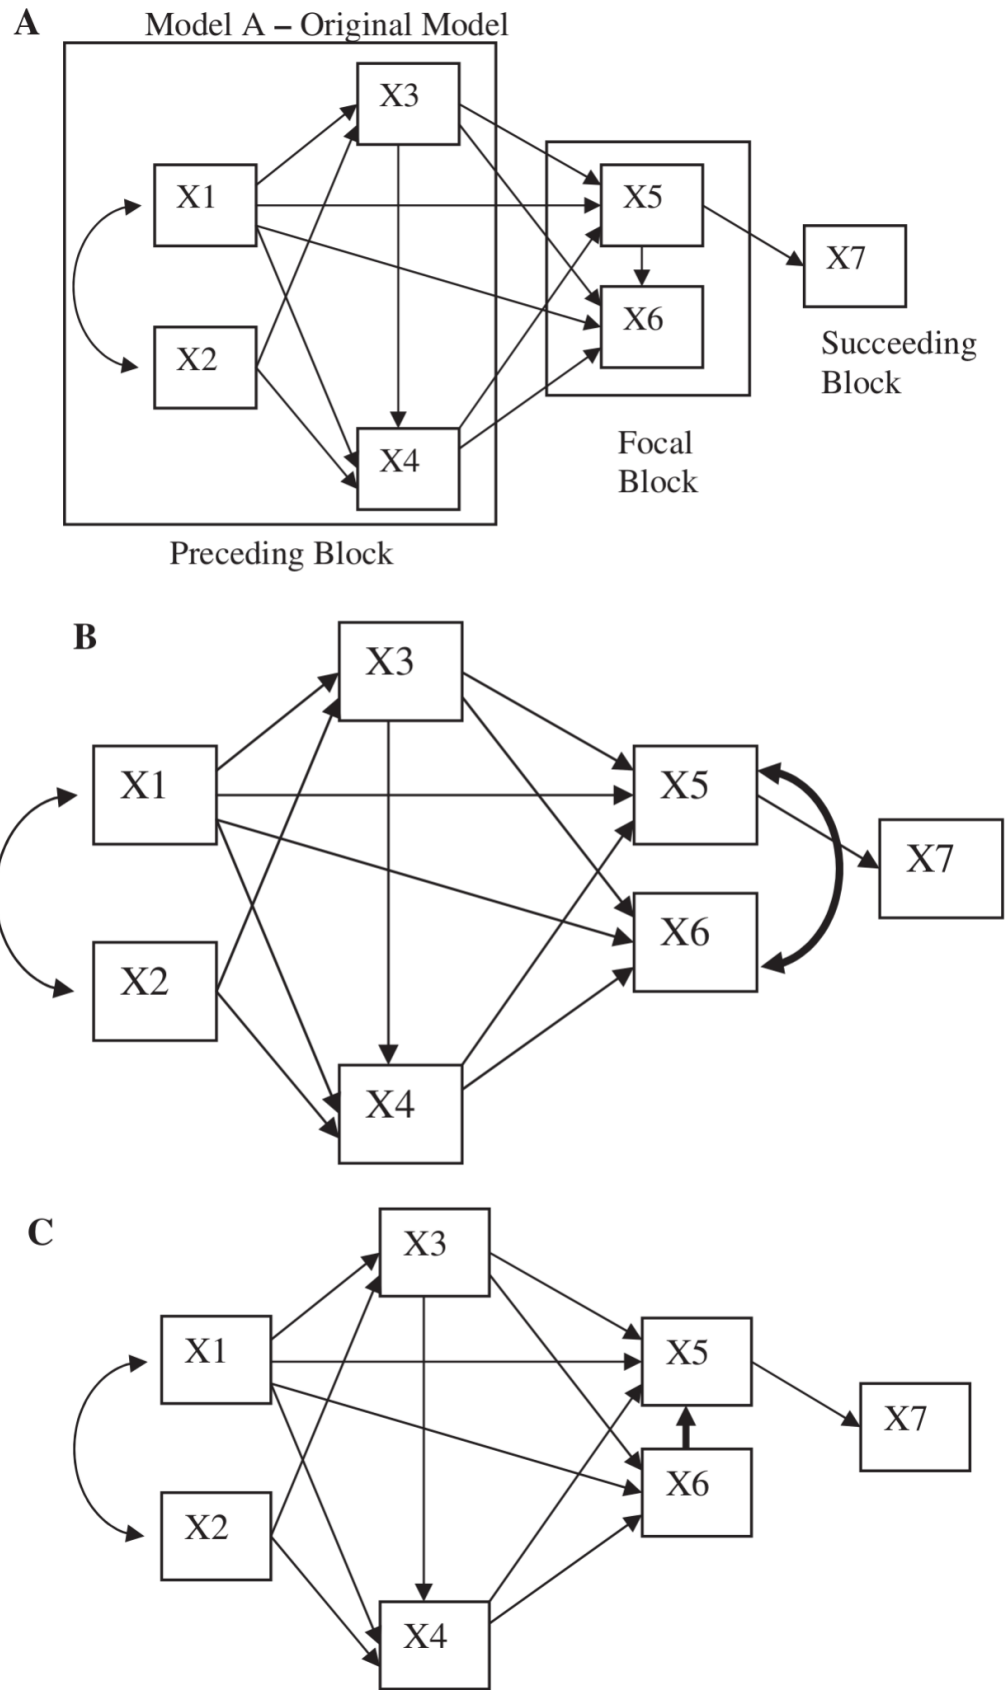 A
Model A – Original Model
X3
X1
X5
X7
X6
X2
Succeeding
Block
X4
Focal
Block
Preceding Block
B
X3
X1
X5
X7
X6
X2
X4
C
X3
X1
X5
X7
X6
X2
X4